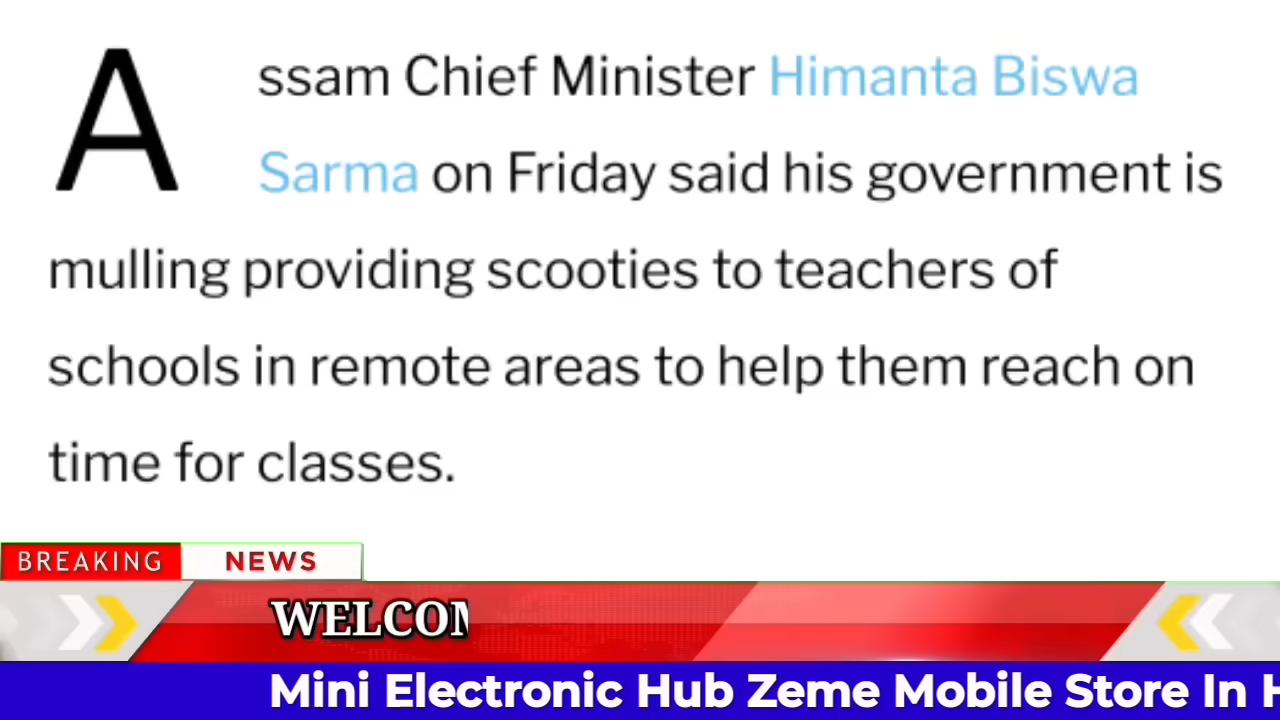 Assam Chief Minister Himanta Biswa
Sarma on Friday said his government is
mulling providing scooties to teachers of
schools in remote areas to help them reach on
time for classes.
BREAKING NEWS
WELCOM
Mini Electronic Hub Zeme Mobile Store In H